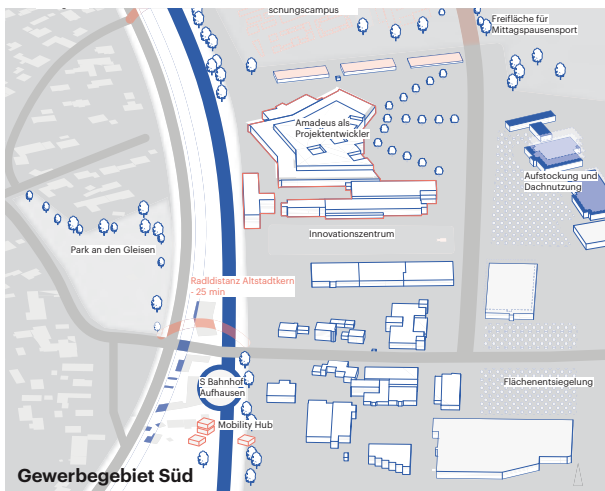 schungscampus
Freifläche für
Mittagspausensport
Amadeus als
Projektentwickler
Aufstockung und
Dachnutzung
Innovationszentrum
Park an den Gleisen
Radldistanz Altstadtkern
- 25 min
S Bahnhof
Aufhausen
Flächenentsiegelung
Mobility Hub
Gewerbegebiet Süd